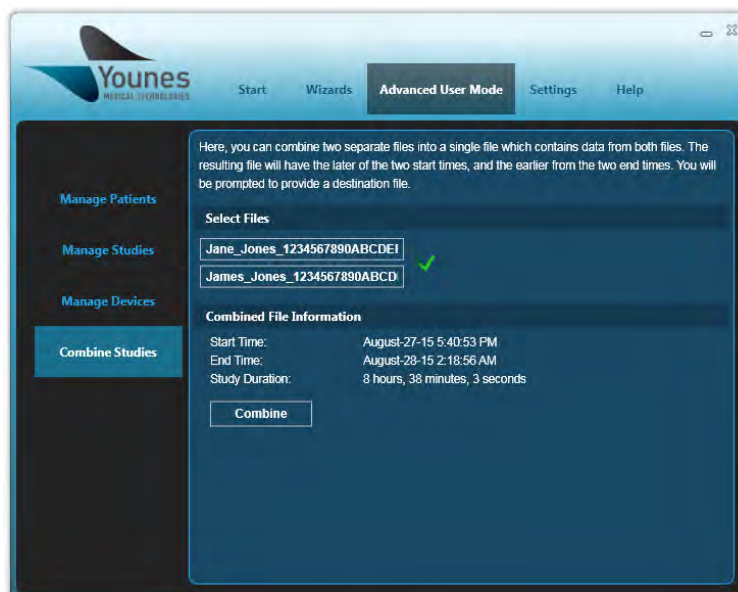 Younes
MEDICAL TECHNOLOGIES
Start Wizards Advanced User Mode Settings Help
Manage Patients
Manage Studies
Manage Devices
Combine Studies
Here, you can combine two separate files into a single file which contains data from both files. The
resulting file will have the later of the two start times, and the earlier from the two end times. You will
be prompted to provide a destination file.
Select Files
Jane_Jones_1234567890ABCDEF
James_Jones_1234567890ABCD
Combined File Information
Start Time: August-27-15 5:40:53 PM
End Time: August-28-15 2:18:56 AM
Study Duration: 8 hours, 38 minutes, 3 seconds
Combine